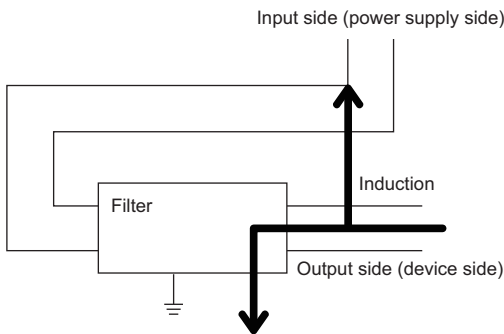 Input side (power supply side)
Induction
Filter
Output side (device side)